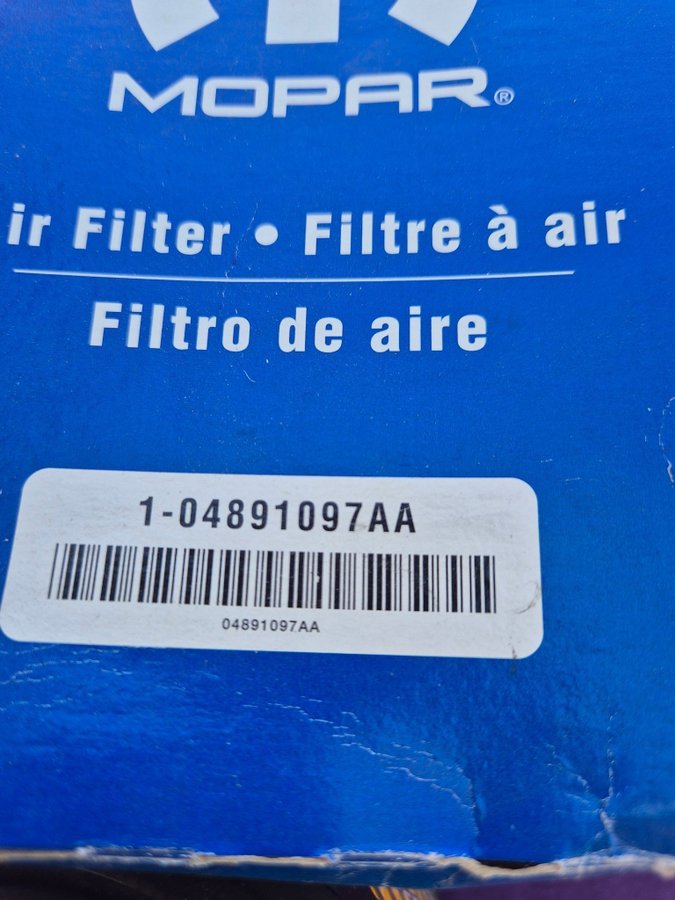 MOPAR®
ir Filter • Filtre à air
Filtro de aire
1-04891097AA
04891097AA